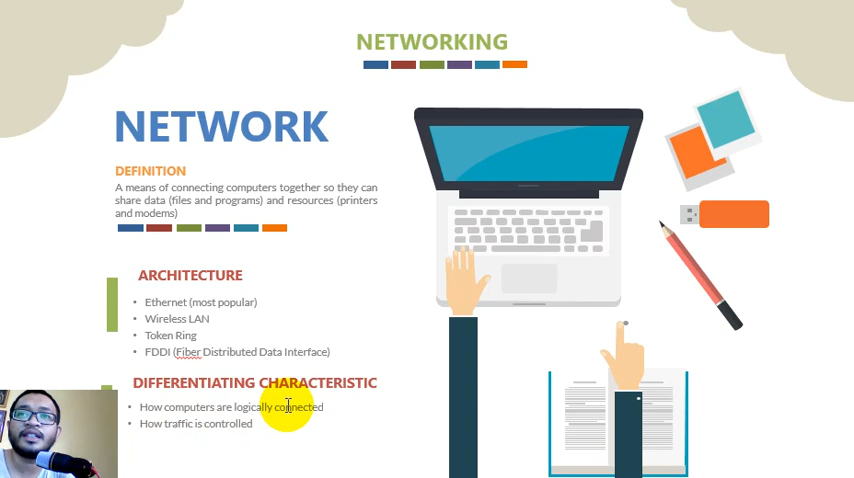 NETWORKING
NETWORK
DEFINITION
A means of connecting computers together so they can
share data (files and programs) and resources (printers
and modems)
ARCHITECTURE
• Ethernet (most popular)
• Wireless LAN
• Token Ring
• FDDI (Fiber Distributed Data Interface)
DIFFERENTIATING CHARACTERISTIC
• How computers are logically connected
• How traffic is controlled